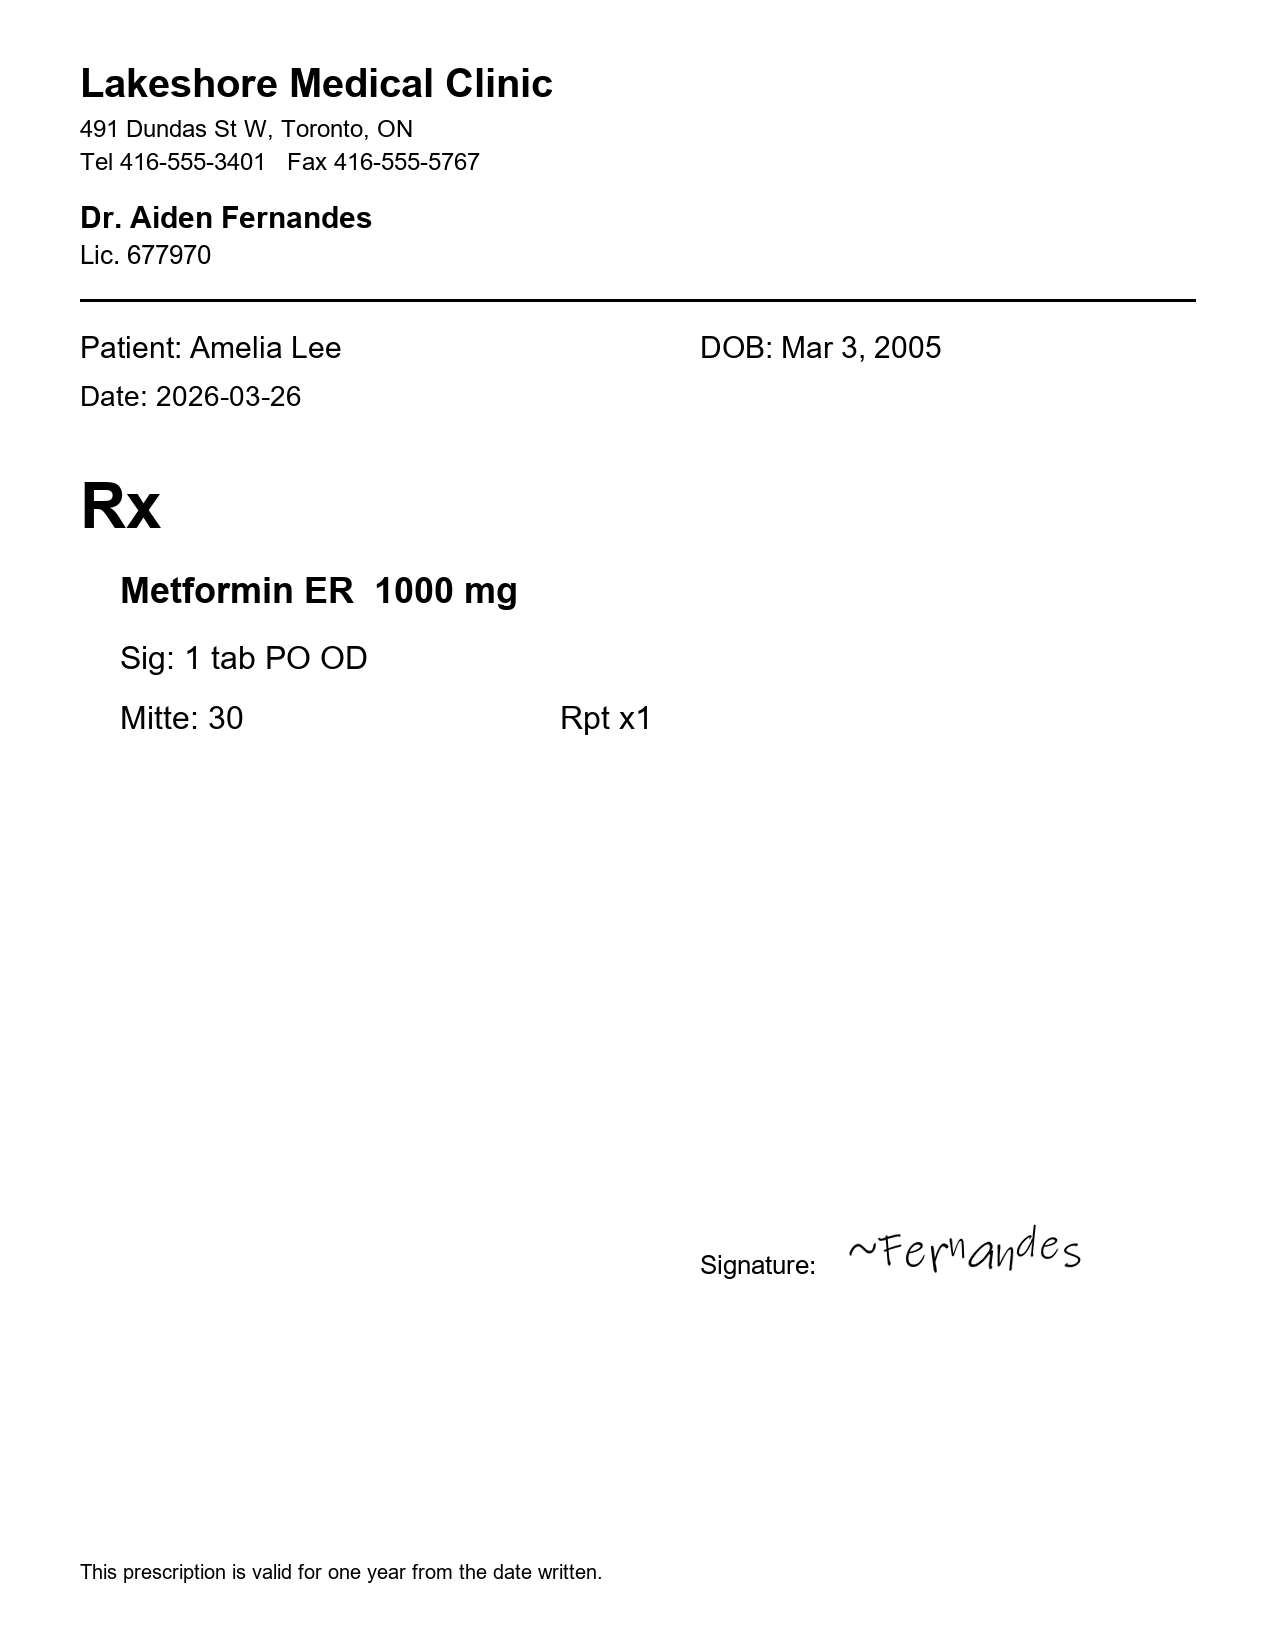 Lakeshore Medical Clinic
491 Dundas St W, Toronto, ON
Tel 416-555-3401   Fax 416-555-5767
Dr. Aiden Fernandes
Lic. 677970
Patient: Amelia Lee   DOB: Mar 3, 2005
Date: 2026-03-26
Rx
Metformin ER  1000 mg
Sig: 1 tab PO OD
Mitte: 30   Rpt x1
Signature: ~Fernandes
This prescription is valid for one year from the date written.